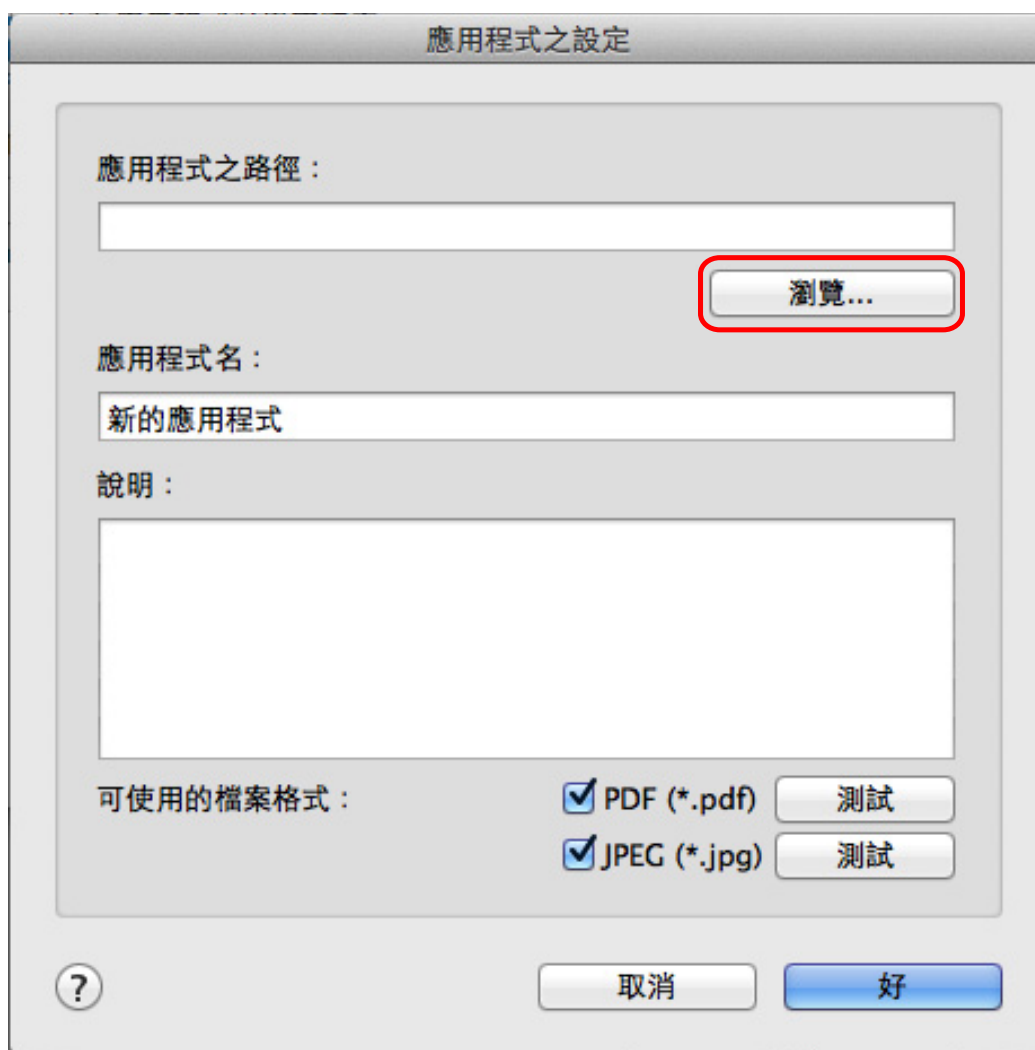 應用程式之設定
應用程式之路徑：
瀏覽...
應用程式名：
新的應用程式
說明：
可使用的檔案格式： PDF (*.pdf) 測試
JPEG (*.jpg) 測試
? 取消 好